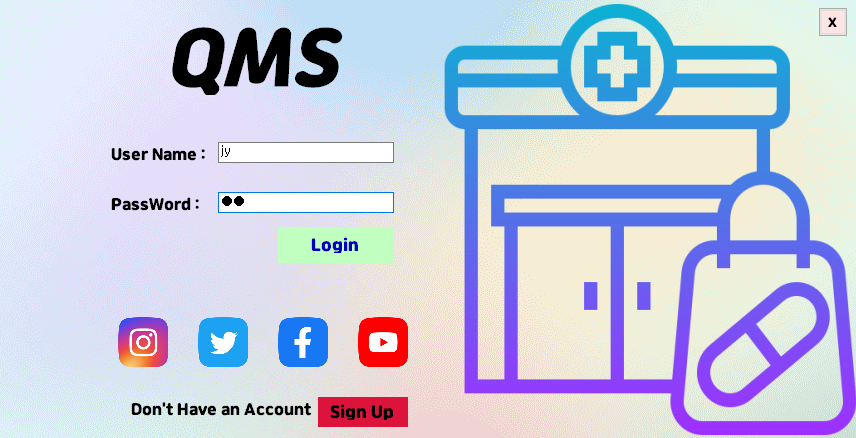 QMS
x
User Name :
jy
PassWord :
Login
Don't Have an Account
Sign Up